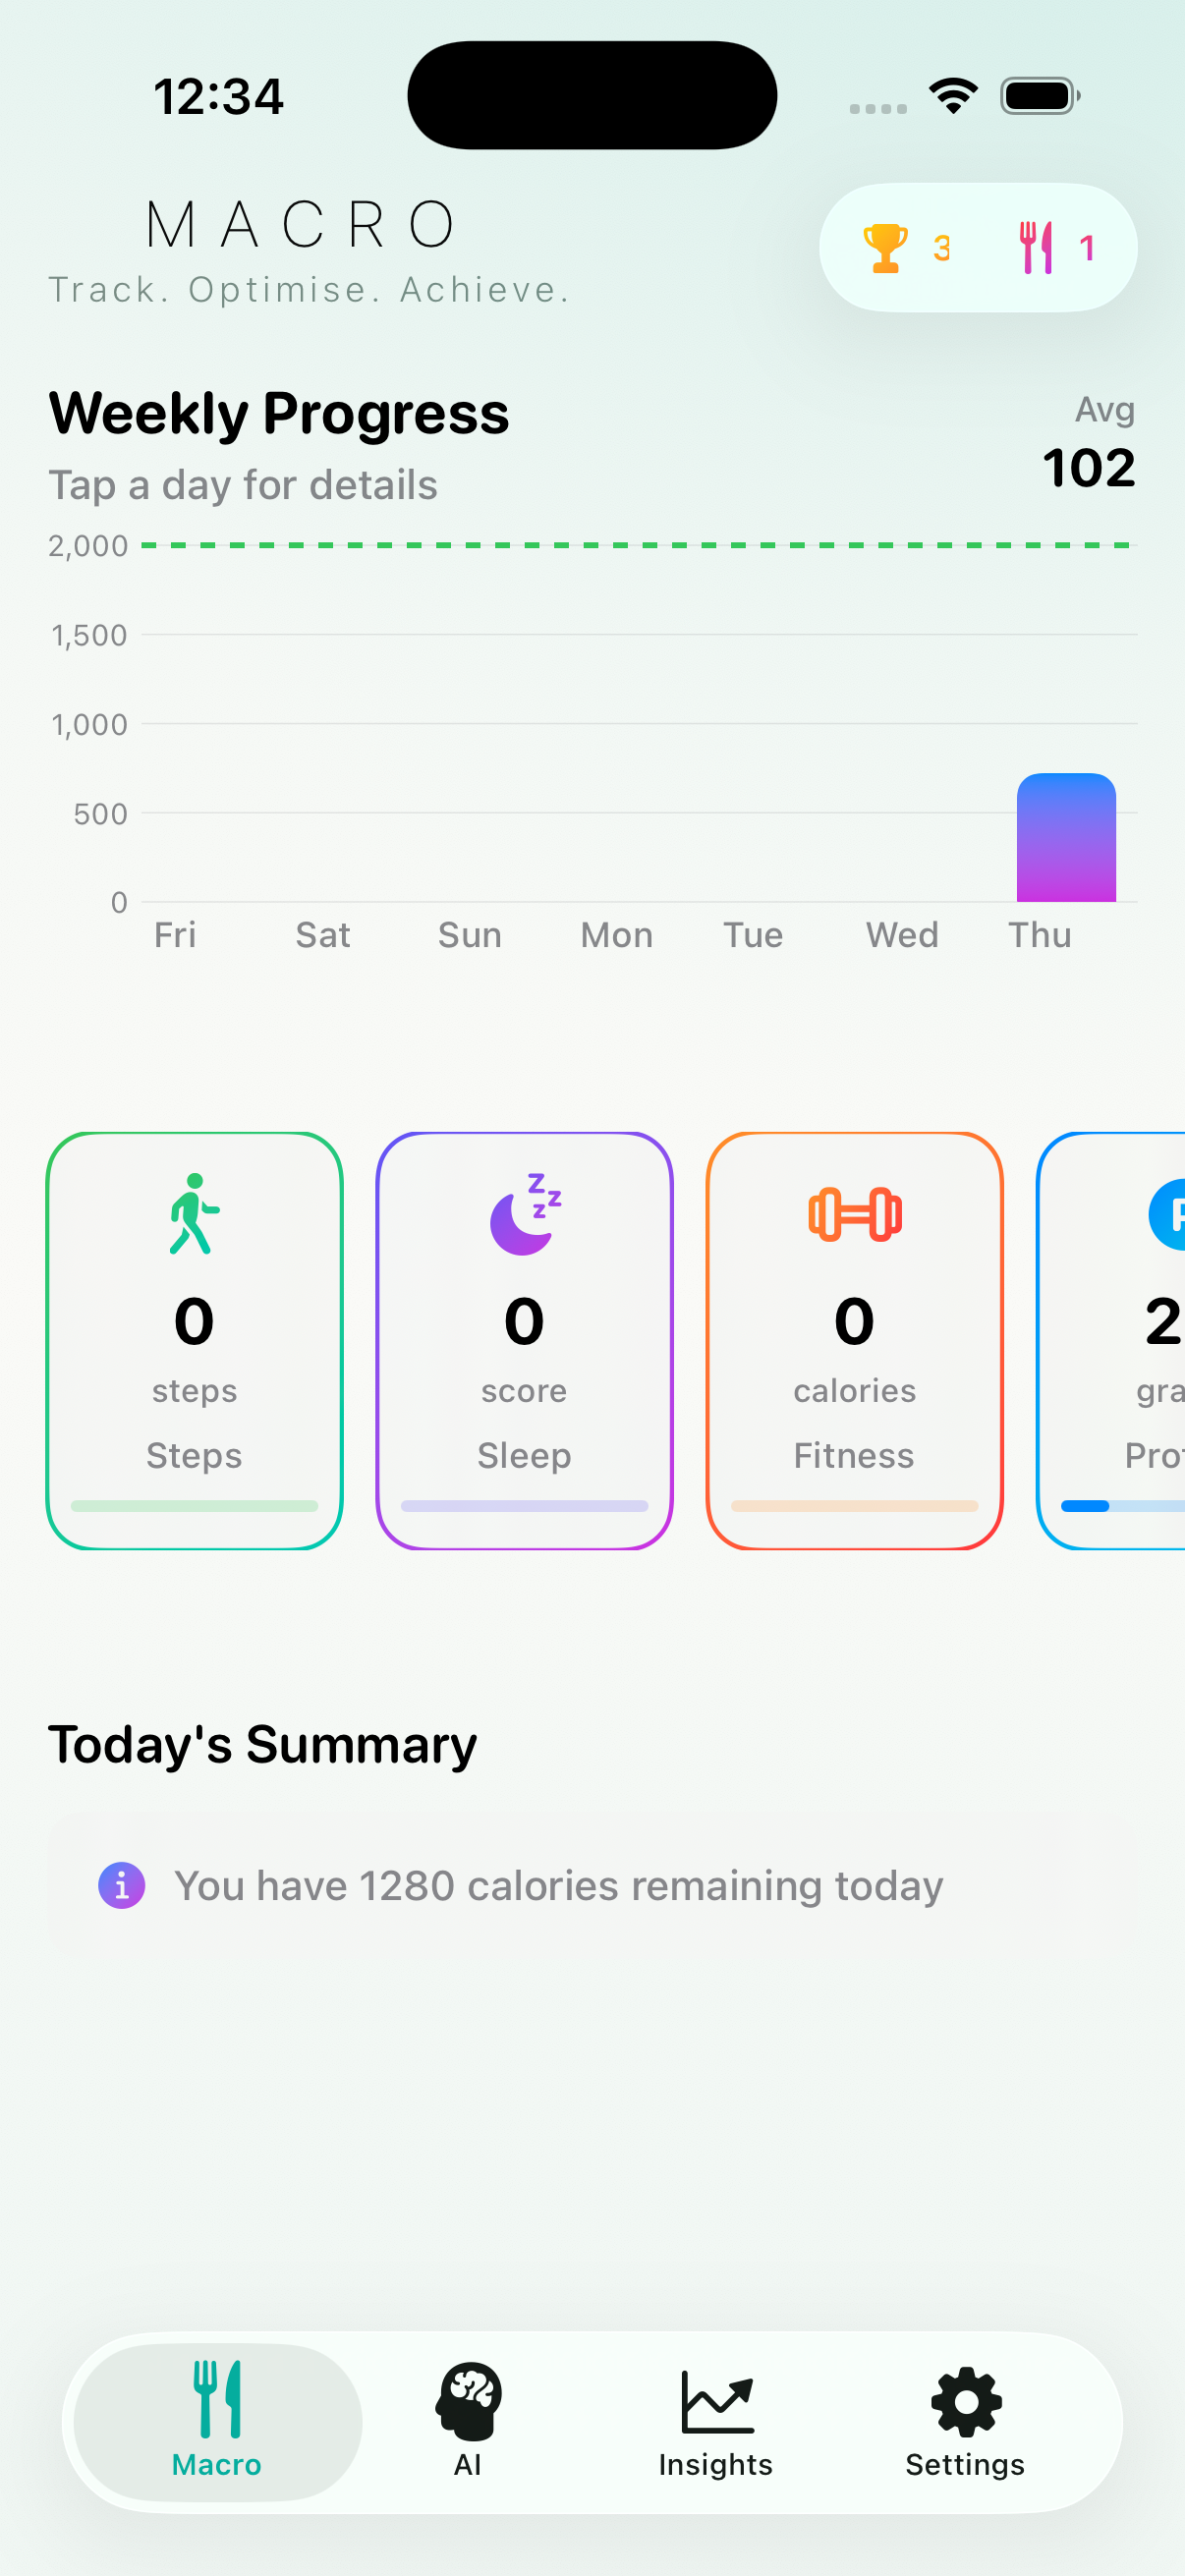 12:34
MACRO
Track. Optimise. Achieve.
3 1
Weekly Progress
Avg
102
Tap a day for details
2,000
1,500
1,000
500
0
Fri Sat Sun Mon Tue Wed Thu
z z z
0 0 0 2
steps score calories gra
Steps Sleep Fitness Pro
Today's Summary
You have 1280 calories remaining today
Macro AI Insights Settings